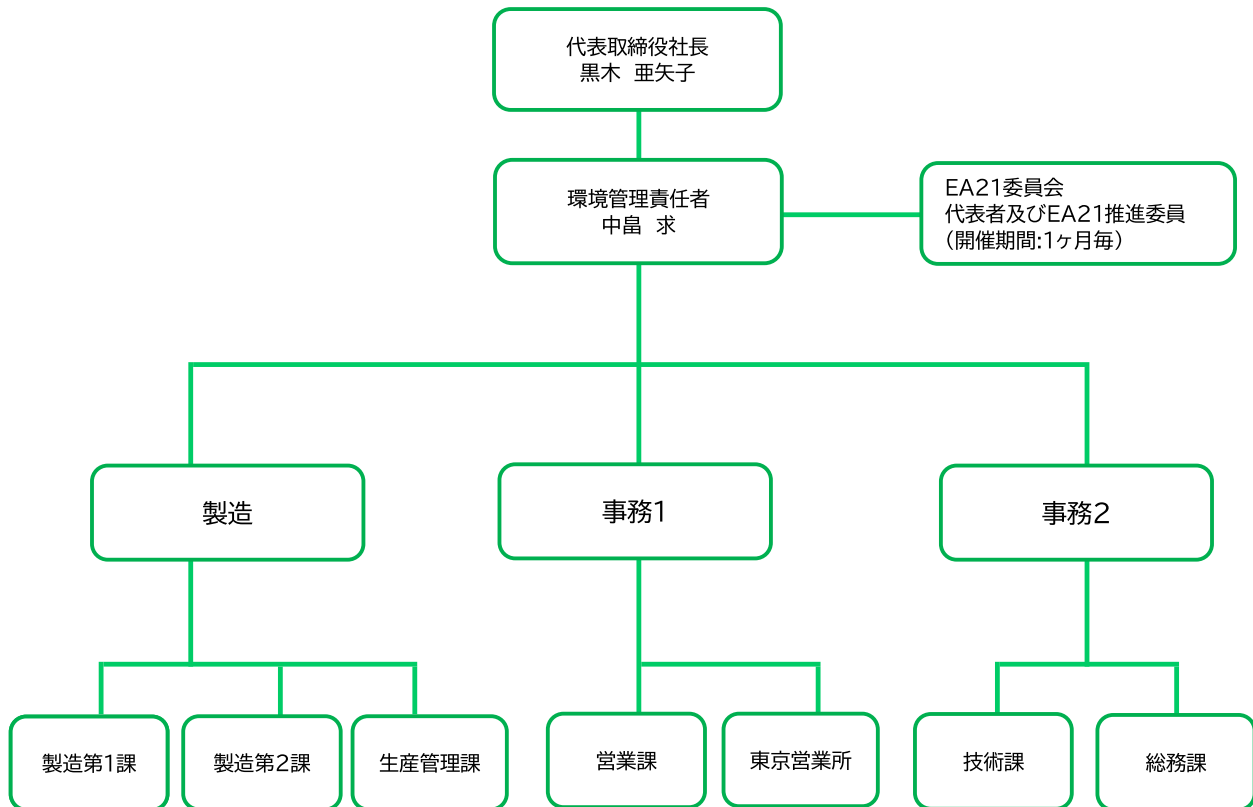 代表取締役社長
黒木　亜矢子
環境管理責任者
中畠　求
EA21委員会
代表者及びEA21推進委員
(開催期間:1ヶ月毎)
製造
事務1
事務2
製造第1課
製造第2課
生産管理課
営業課
東京営業所
技術課
総務課